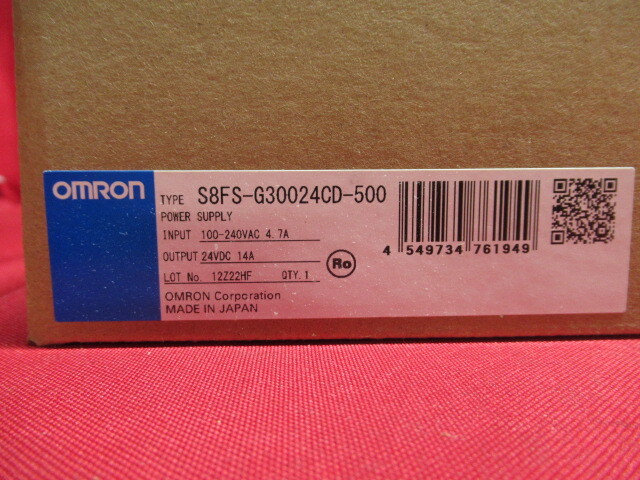 OMRON
TYPE S8FS-G30024CD-500
POWER SUPPLY
INPUT 100-240VAC 4.7A
OUTPUT 24VDC 14A
LOT No. 12Z22HF QTY.1
OMRON Corporation
MADE IN JAPAN
Ro
4 549734 761949